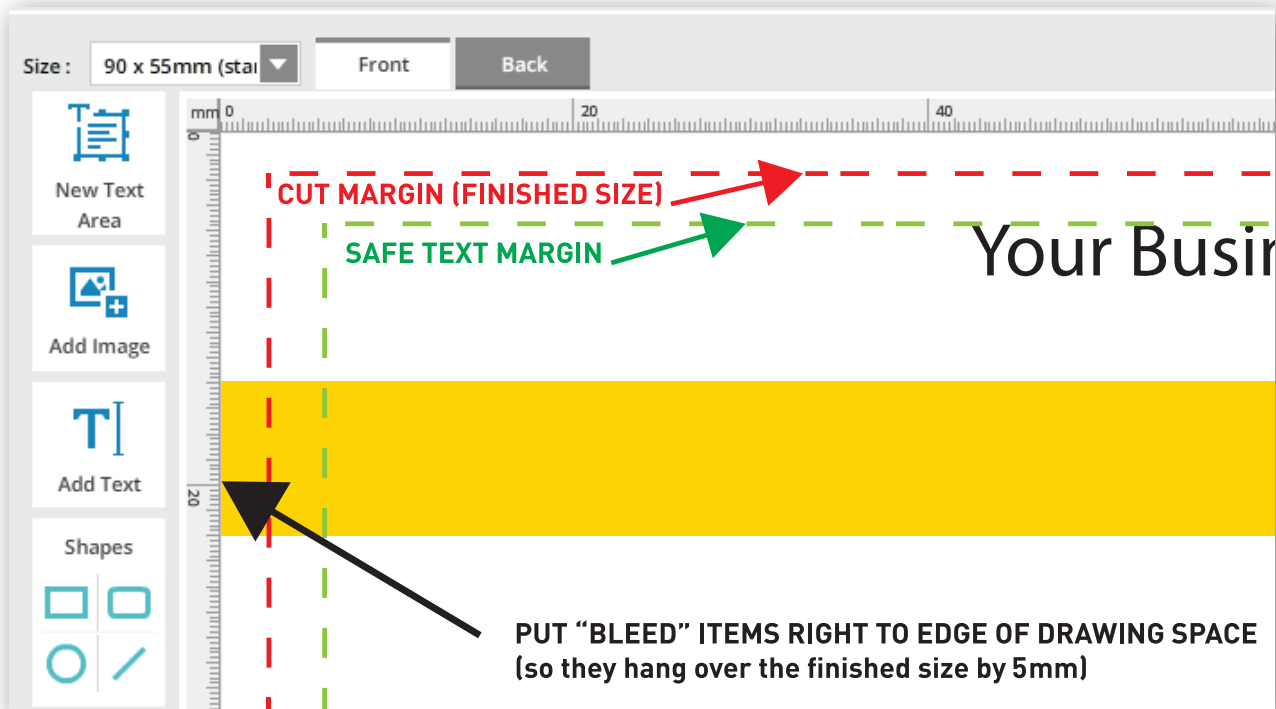 Size : 90 x 55mm (star Front Back
mm 0 20 40
0
New Text
Area
CUT MARGIN (FINISHED SIZE)
SAFE TEXT MARGIN
Your Busin
Add Image
Add Text
20
Shapes
PUT “BLEED” ITEMS RIGHT TO EDGE OF DRAWING SPACE
(so they hang over the finished size by 5mm)